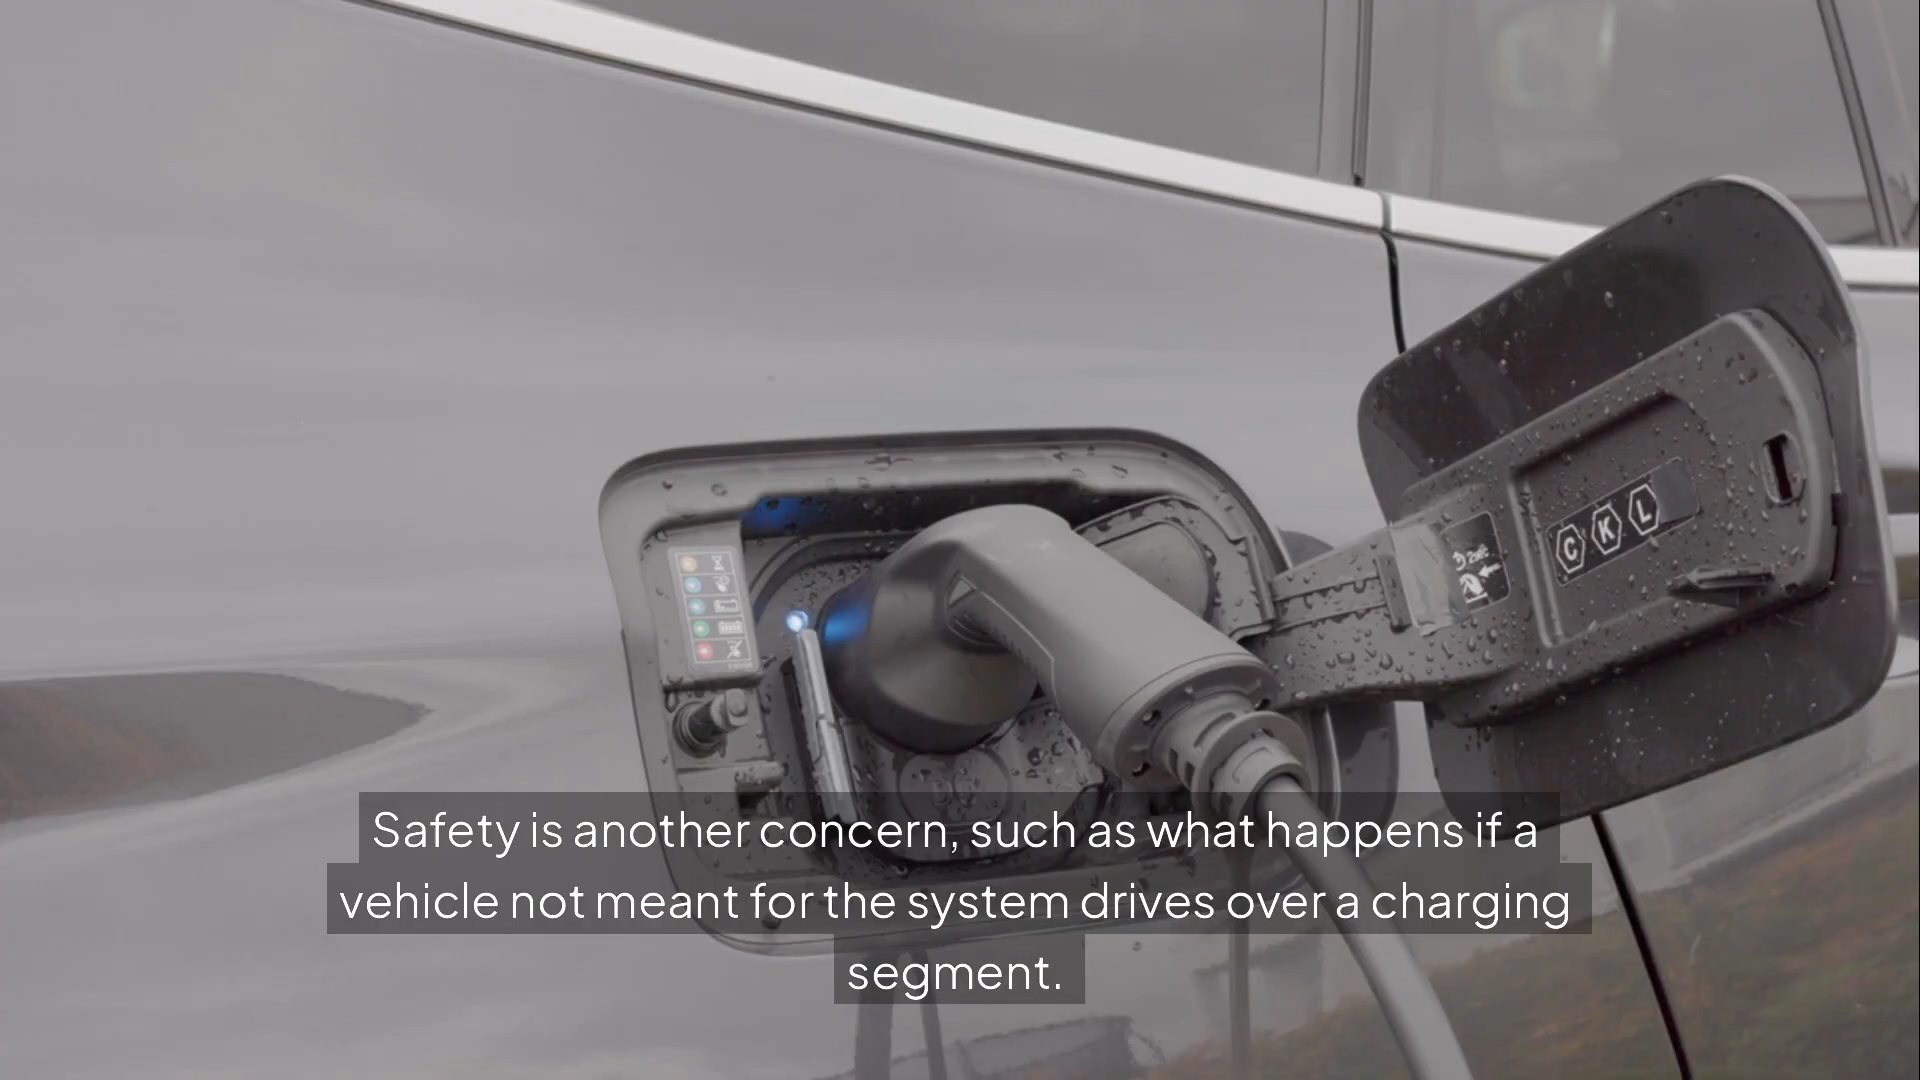 C K L
2sec
Safety is another concern, such as what happens if a
vehicle not meant for the system drives over a charging
segment.